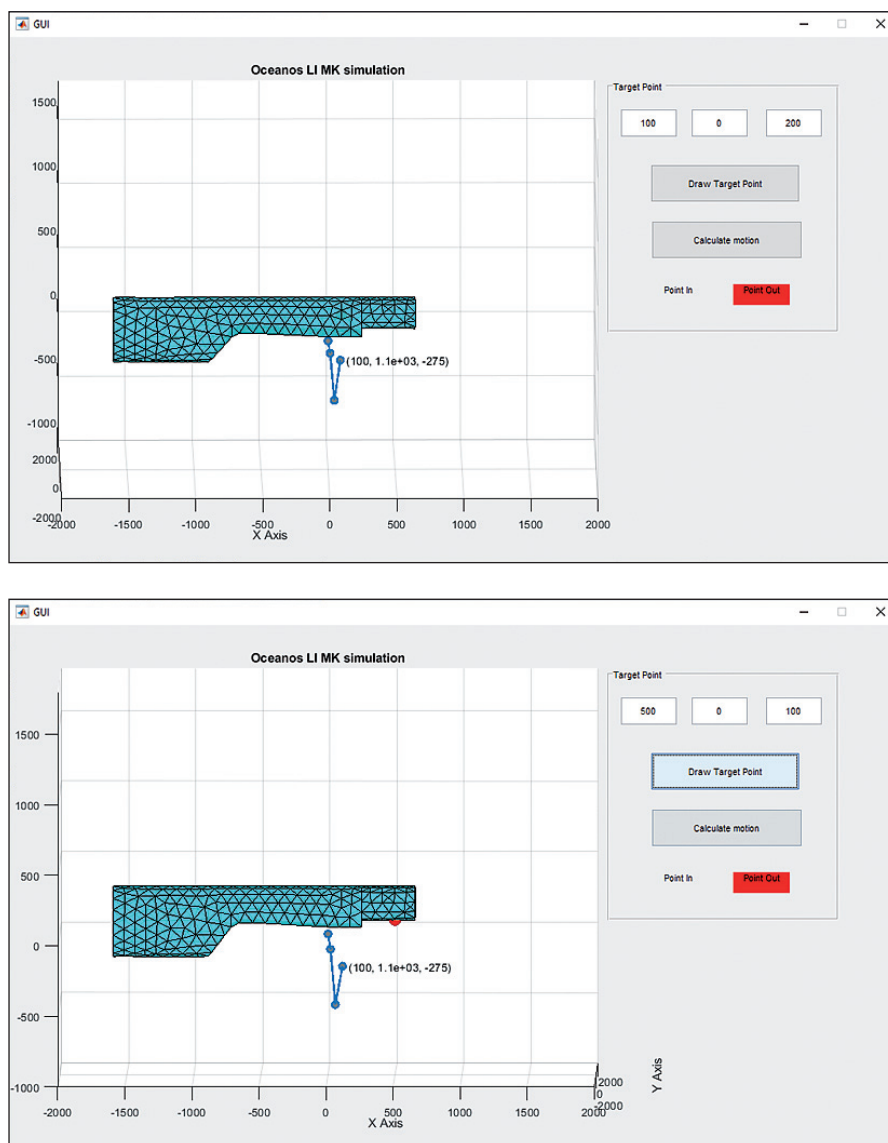 GUI
Oceanos LI MK simulation
Target Point
100 0 200
Draw Target Point
Calculate motion
Point In Point Out
1500
1000
500
0
-500
-1000
2000
0
-2000
(100, 1.1e+03, -275)
-2000 -1500 -1000 -500 0 500 1000 1500 2000
X Axis
GUI
Oceanos LI MK simulation
Target Point
500 0 100
Draw Target Point
Calculate motion
Point In Point Out
1500
1000
500
0
-500
-1000
(100, 1.1e+03, -275)
2000
0
-2000
Y Axis
-2000 -1500 -1000 -500 0 500 1000 1500 2000
X Axis